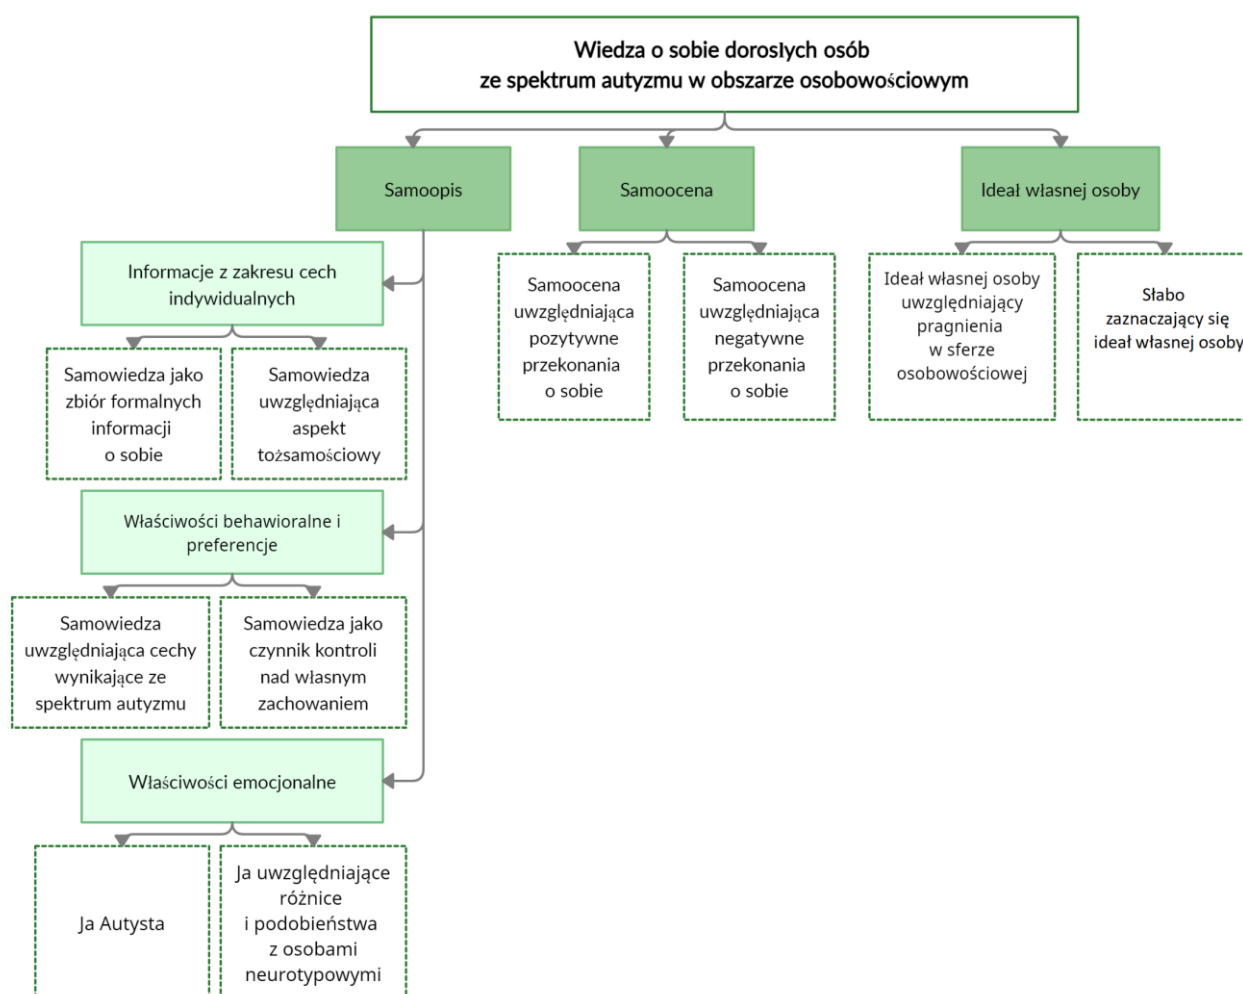 Wiedza o sobie dorosłych osób
ze spektrum autyzmu w obszarze osobowościowym
Samoopis
Samoocena
Ideał własnej osoby
Informacje z zakresu cech
indywidualnych
Samowiedza jako
zbiór formalnych
informacji
o sobie
Samowiedza
uwzględniająca
aspekt
tożsamościowy
Właściwości behawioralne i
preferencje
Samowiedza
uwzględniająca cechy
wynikające ze
spektrum autyzmu
Samowiedza jako
czynnik kontroli
nad własnym
zachowaniem
Właściwości emocjonalne
Ja Autysta
Ja uwzględniające
różnice
i podobieństwa
z osobami
neurotypowymi
Samoocena
uwzględniająca
pozytywne
przekonania
o sobie
Samoocena
uwzględniająca
negatywne
przekonania
o sobie
Ideał własnej osoby
uwzględniający
pragnienia
w sferze
osobowościowej
Słabo
zaznaczający się
ideał własnej osoby